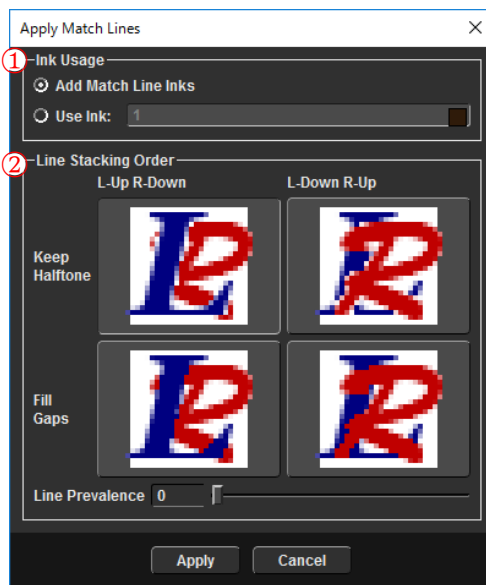 Apply Match Lines
1 Ink Usage
Add Match Line Inks
Use Ink: 1
2 Line Stacking Order
L-Up R-Down L-Down R-Up
Keep
Halftone
L R L R
Fill
Gaps
L R L R
Line Prevalence 0
Apply Cancel